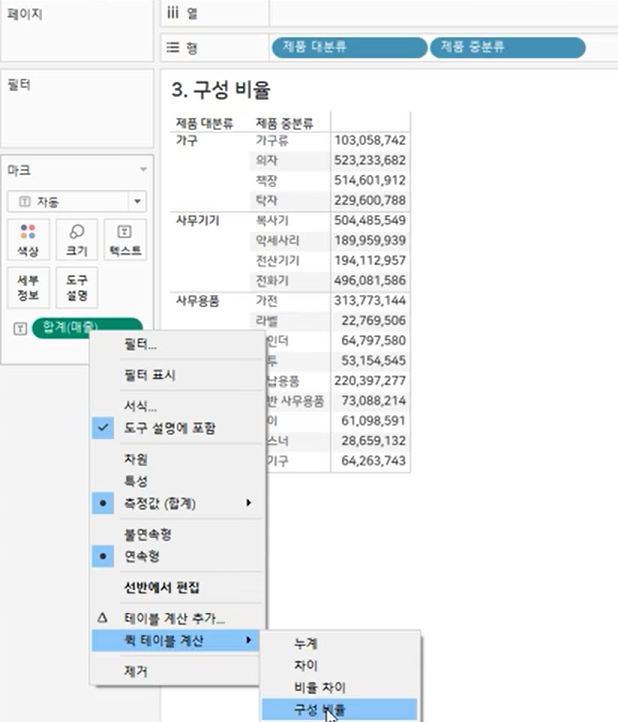 페이지
iii 열
행 제품 대분류 제품 중분류
필터
3. 구성 비율
제품 대분류 제품 중분류
가구 가구류 103,058,742
의자 523,233,682
책장 514,601,912
탁자 229,600,788
사무기기 복사기 504,485,549
악세사리 189,959,939
전산기기 194,112,957
전화기 496,081,586
사무용품 가전 313,773,144
라벨 22,769,506
인더 64,797,580
투 53,154,545
납용품 220,397,277
반 사무용품 73,088,214
이 61,098,591
스너 28,659,132
기구 64,263,743
마크
자동
색상 크기 텍스트
세부 정보 도구 설명
합계(매출)
필터...
필터 표시
서식...
도구 설명에 포함
차원
특성
측정값 (합계)
불연속형
연속형
선반에서 편집
테이블 계산 추가...
퀵 테이블 계산
제거
누계
차이
비율 차이
구성 비율